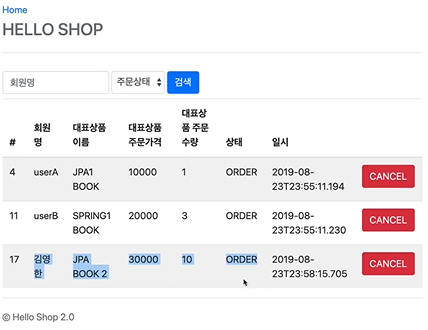 Home
HELLO SHOP
회원명 주문상태 검색
# 회원명 대표상품 이름 대표상품 주문가격 대표상품 주문수량 상태 일시
4 userA JPA1 BOOK 10000 1 ORDER 2019-08-23T23:55:11.194 CANCEL
11 userB SPRING1 BOOK 20000 3 ORDER 2019-08-23T23:55:11.230 CANCEL
17 김영한 JPA BOOK 2 30000 10 ORDER 2019-08-23T23:58:15.705 CANCEL
© Hello Shop 2.0